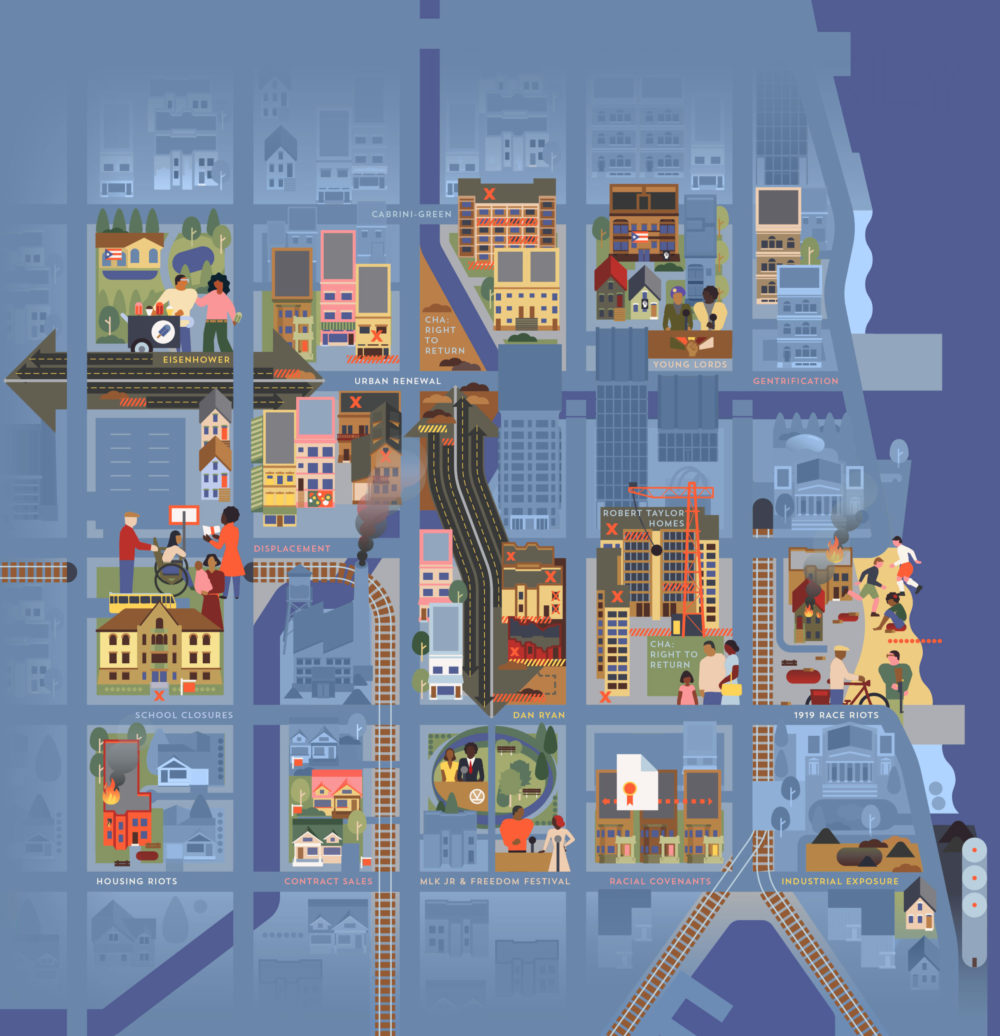 CABRINI-GREEN
CHA:
RIGHT
TO
RETURN
EISENHOWER
YOUNG LORDS
URBAN RENEWAL
GENTRIFICATION
ROBERT TAYLOR
HOMES
DISPLACEMENT
CHA:
RIGHT TO
RETURN
SCHOOL CLOSURES
DAN RYAN
1919 RACE RIOTS
HOUSING RIOTS
CONTRACT SALES
MLK JR & FREEDOM FESTIVAL
RACIAL COVENANTS
INDUSTRIAL EXPOSURE